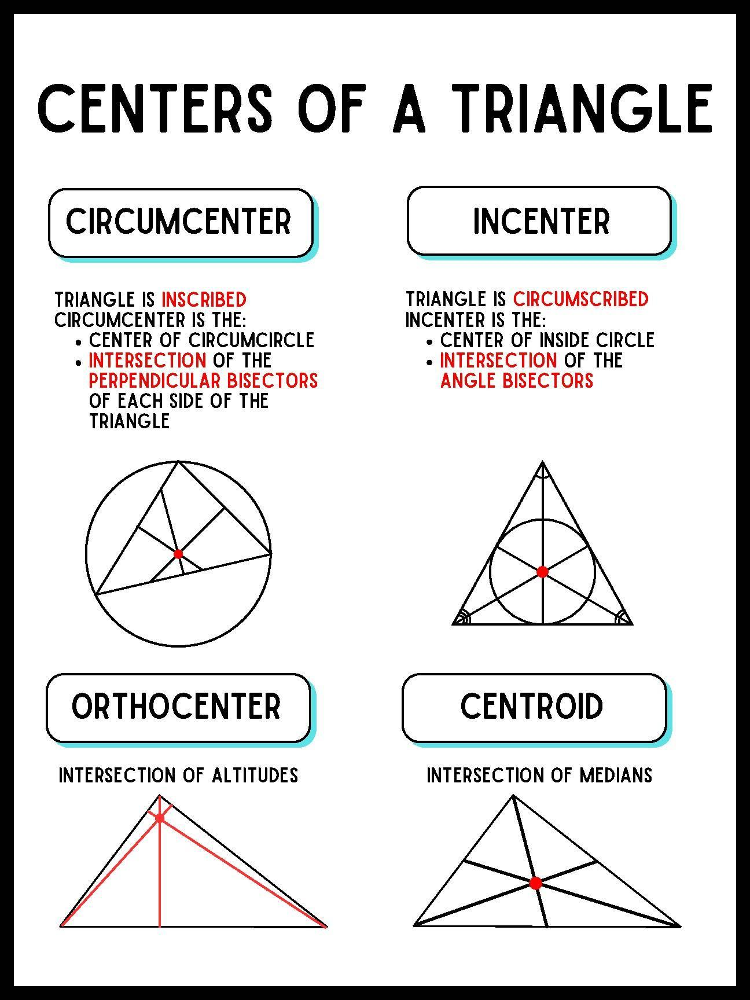 CENTERS OF A TRIANGLE
CIRCUMCENTER
TRIANGLE IS INSCRIBED
CIRCUMCENTER IS THE:
• CENTER OF CIRCUMCIRCLE
• INTERSECTION OF THE
PERPENDICULAR BISECTORS
OF EACH SIDE OF THE
TRIANGLE
INCENTER
TRIANGLE IS CIRCUMSCRIBED
INCENTER IS THE:
• CENTER OF INSIDE CIRCLE
• INTERSECTION OF THE
ANGLE BISECTORS
ORTHOCENTER
INTERSECTION OF ALTITUDES
CENTROID
INTERSECTION OF MEDIANS